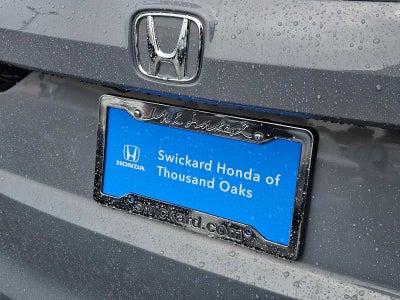 HONDA
Swickard Honda of
Thousand Oaks
swickard.com